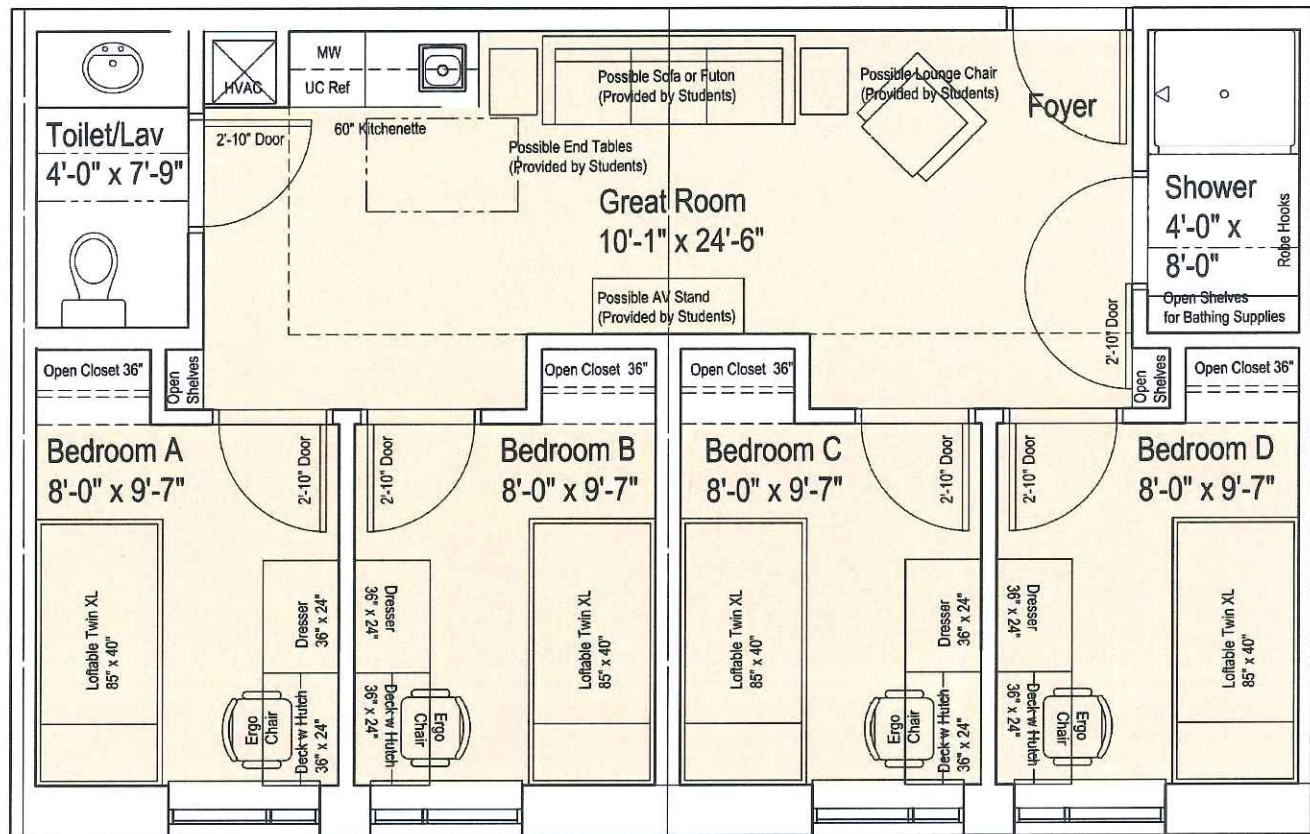 HVAC
MW
UC Ref
60" Kitchenette
Possible Sofa or Futon
(Provided by Students)
Possible Lounge Chair
(Provided by Students)
Foyer
Toilet/Lav
4'-0" x 7'-9"
2'-10" Door
Possible End Tables
(Provided by Students)
Great Room
10'-1" x 24'-6"
Possible AV Stand
(Provided by Students)
Shower
4'-0" x
8'-0"
Robe Hooks
Open Shelves
for Bathing Supplies
2'-10" Door
Open Closet 36"
Open
Shelves
Open Closet 36"
Open Closet 36"
Open
Shelves
Open Closet 36"
Bedroom A
8'-0" x 9'-7"
2'-10" Door
Loftable Twin XL
85" x 40"
Dresser
36" x 24"
Deck w Hutch
36" x 24"
Ergo
Chair
Bedroom B
8'-0" x 9'-7"
2'-10" Door
Dresser
36" x 24"
Deck w Hutch
36" x 24"
Ergo
Chair
Loftable Twin XL
85" x 40"
Bedroom C
8'-0" x 9'-7"
2'-10" Door
Loftable Twin XL
85" x 40"
Dresser
36" x 24"
Deck w Hutch
36" x 24"
Ergo
Chair
Bedroom D
8'-0" x 9'-7"
2'-10" Door
Dresser
36" x 24"
Deck w Hutch
36" x 24"
Ergo
Chair
Loftable Twin XL
85" x 40"